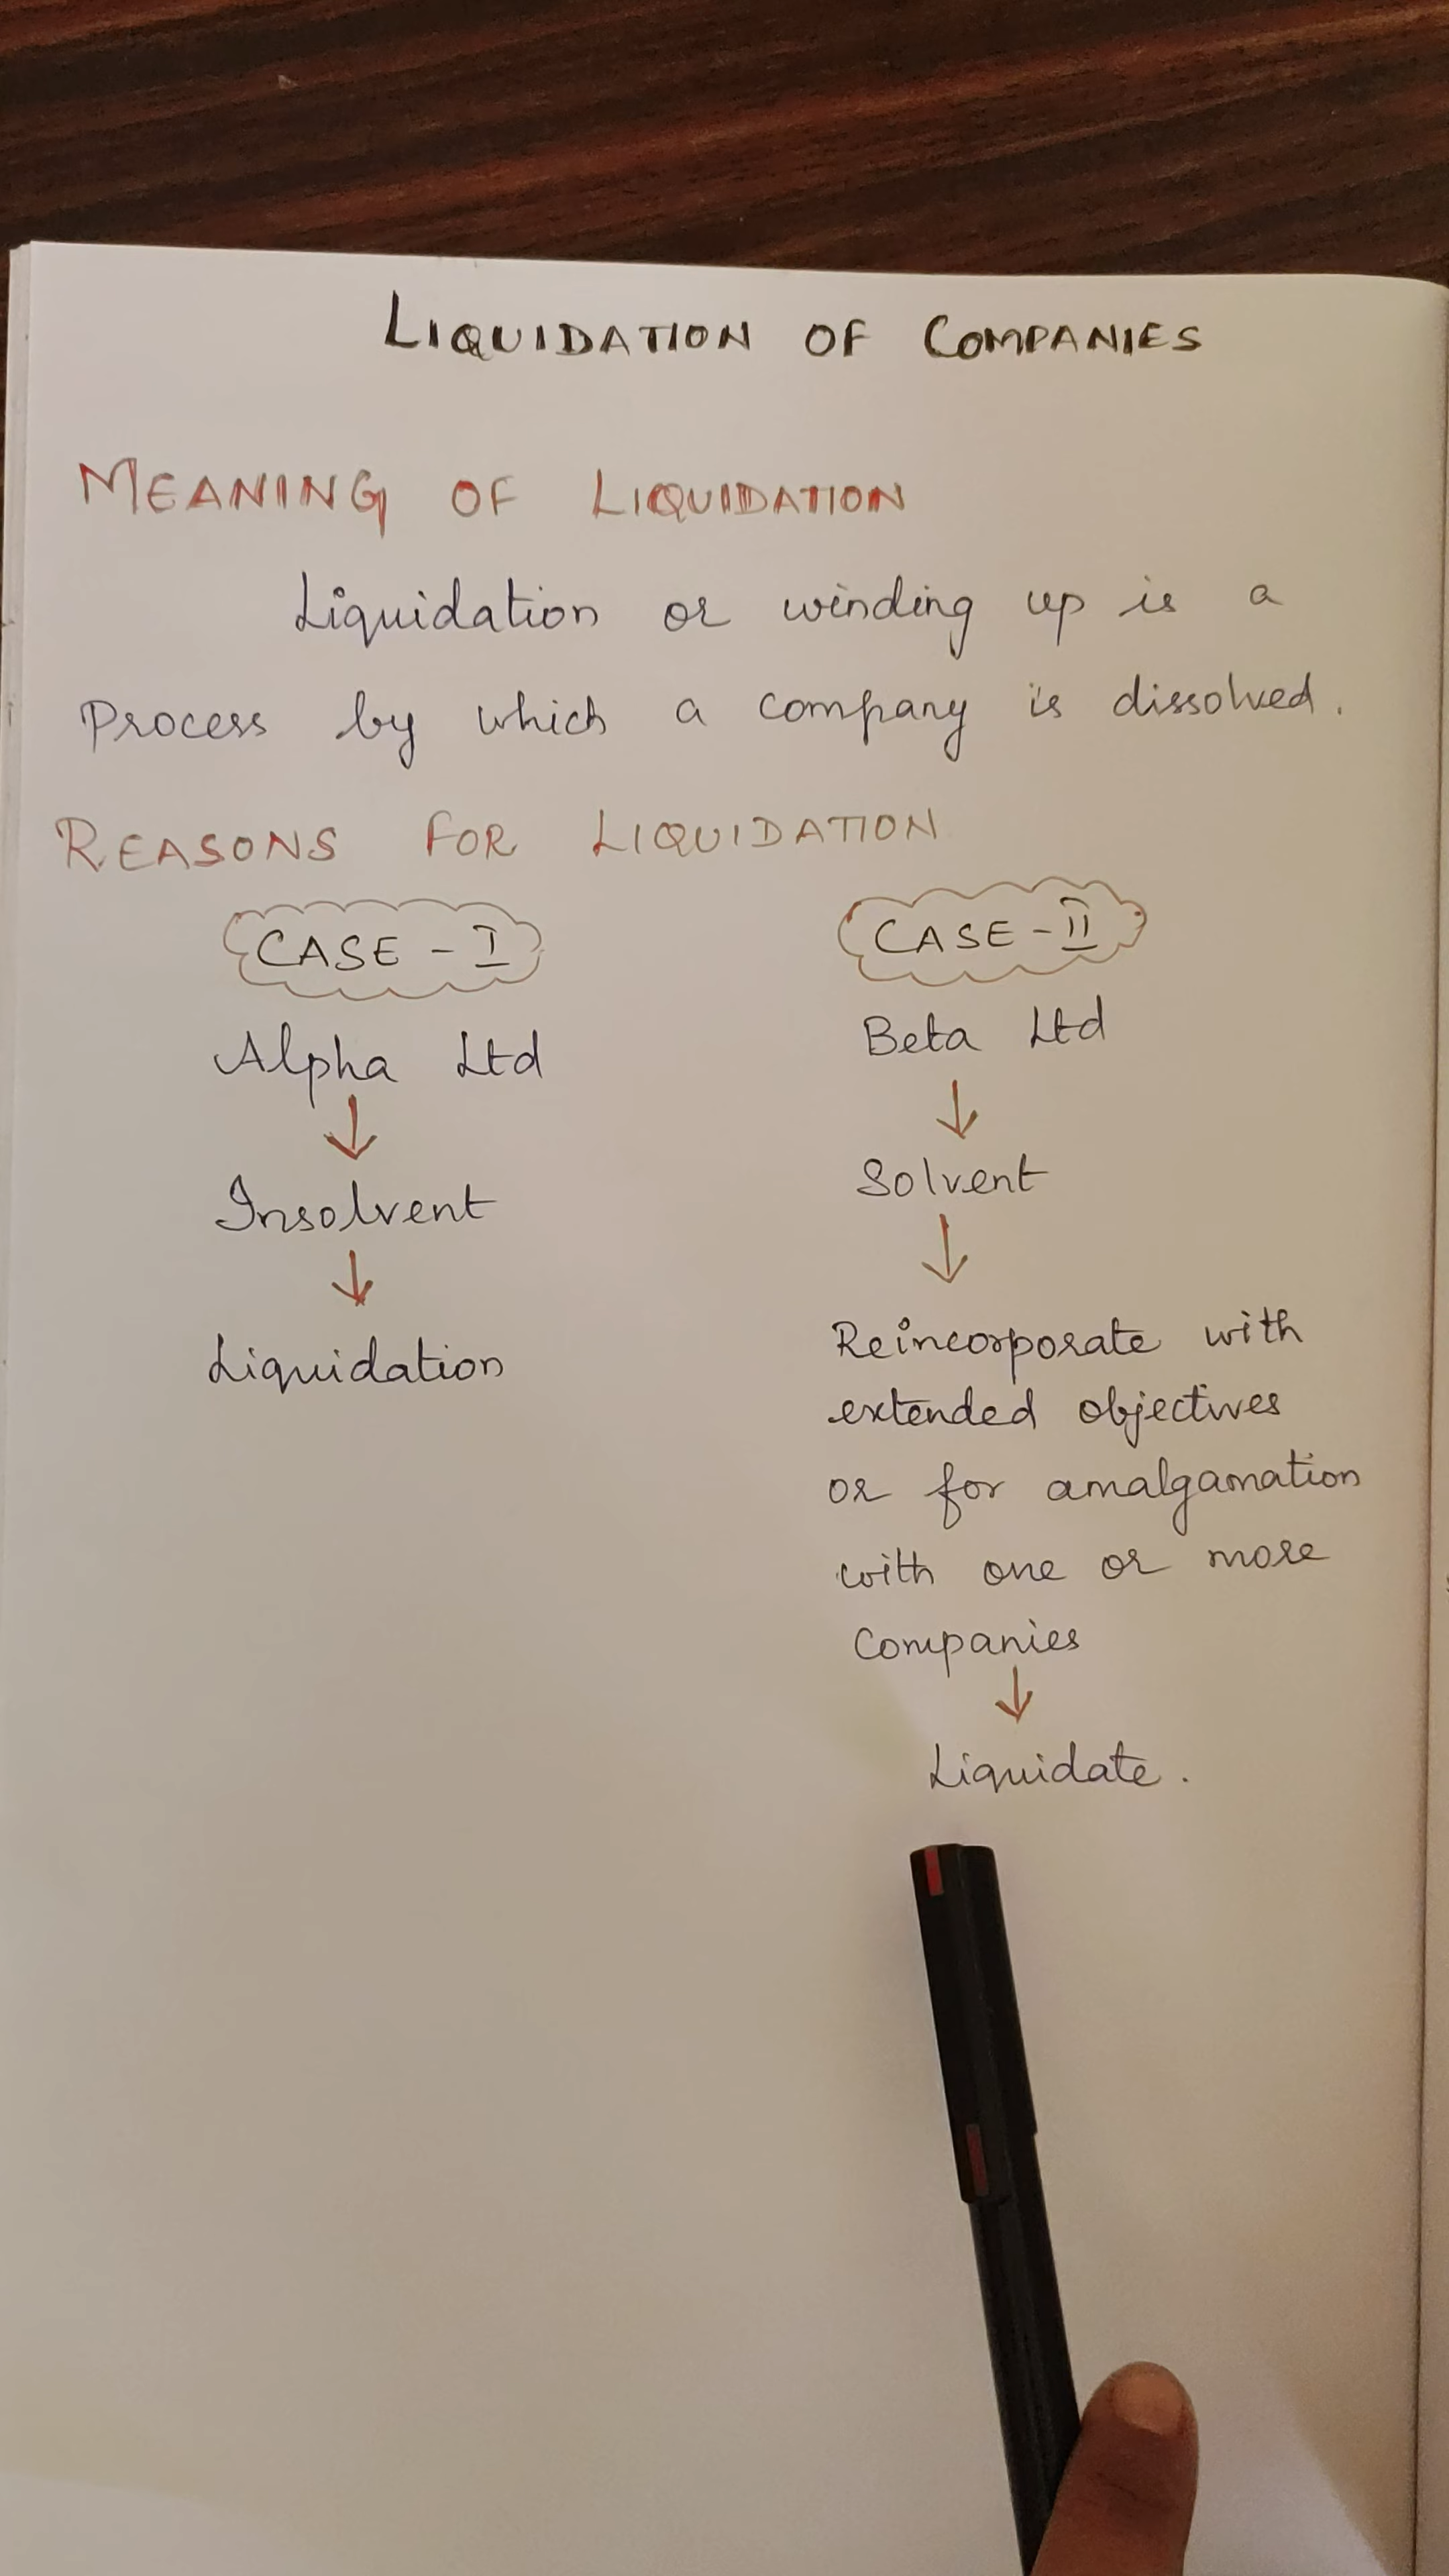 LIQUIDATION OF COMPANIES
MEANING OF LIQUIDATION
Liquidation or winding up is a
Process by which a company is dissolved.
REASONS FOR LIQUIDATION
CASE - I
Alpha Ltd
↓
Insolvent
↓
Liquidation
CASE - II
Beta Ltd
↓
Solvent
↓
Reincorporate with
extended objectives
or for amalgamation
with one or more
Companies
↓
Liquidate.